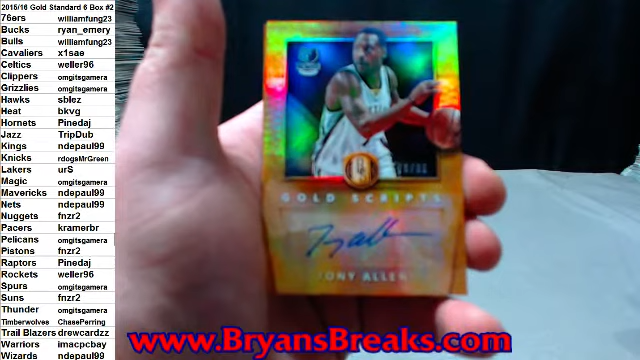 2015/16 Gold Standard 6 Box #2
76ers williamfung23
Bucks ryan_emery
Bulls williamfung23
Cavaliers x1sae
Celtics weller96
Clippers omgitsgamera
Grizzlies omgitsgamera
Hawks sblez
Heat bkvg
Hornets Pinedaj
Jazz TripDub
Kings ndepaul99
Knicks rdogsMrGreen
Lakers urS
Magic omgitsgamera
Mavericks ndepaul99
Nets ndepaul99
Nuggets fnzr2
Pacers kramerbr
Pelicans omgitsgamera
Pistons fnzr2
Raptors Pinedaj
Rockets weller96
Spurs omgitsgamera
Suns fnzr2
Thunder omgitsgamera
Timberwolves ChasePerring
Trail Blazers drewcardzz
Warriors imacpcbay
Wizards ndepaul99
GOLD SCRIPTS
TONY ALLEN
www.BryansBreaks.com